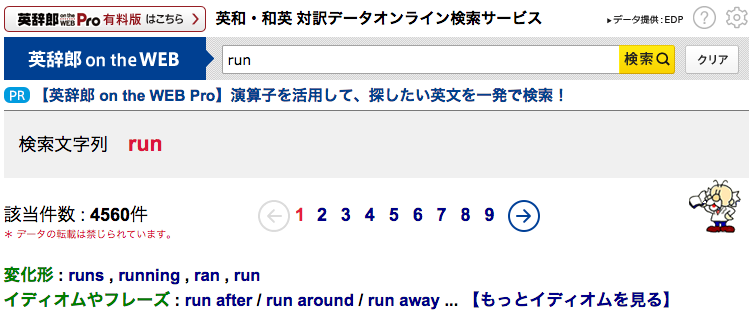 英辞郎 on the WEB Pro 有料版 はこちら 英和・和英 対訳データオンライン検索サービス ▸データ提供:EDP ?
英辞郎 on the WEB run 検索 クリア
PR 【英辞郎 on the WEB Pro】演算子を活用して、探したい英文を一発で検索!
検索文字列 run
該当件数 : 4560件 ← 1 2 3 4 5 6 7 8 9 →
* データの転載は禁じられています。
変化形 : runs , running , ran , run
イディオムやフレーズ : run after / run around / run away ... 【もっとイディオムを見る】